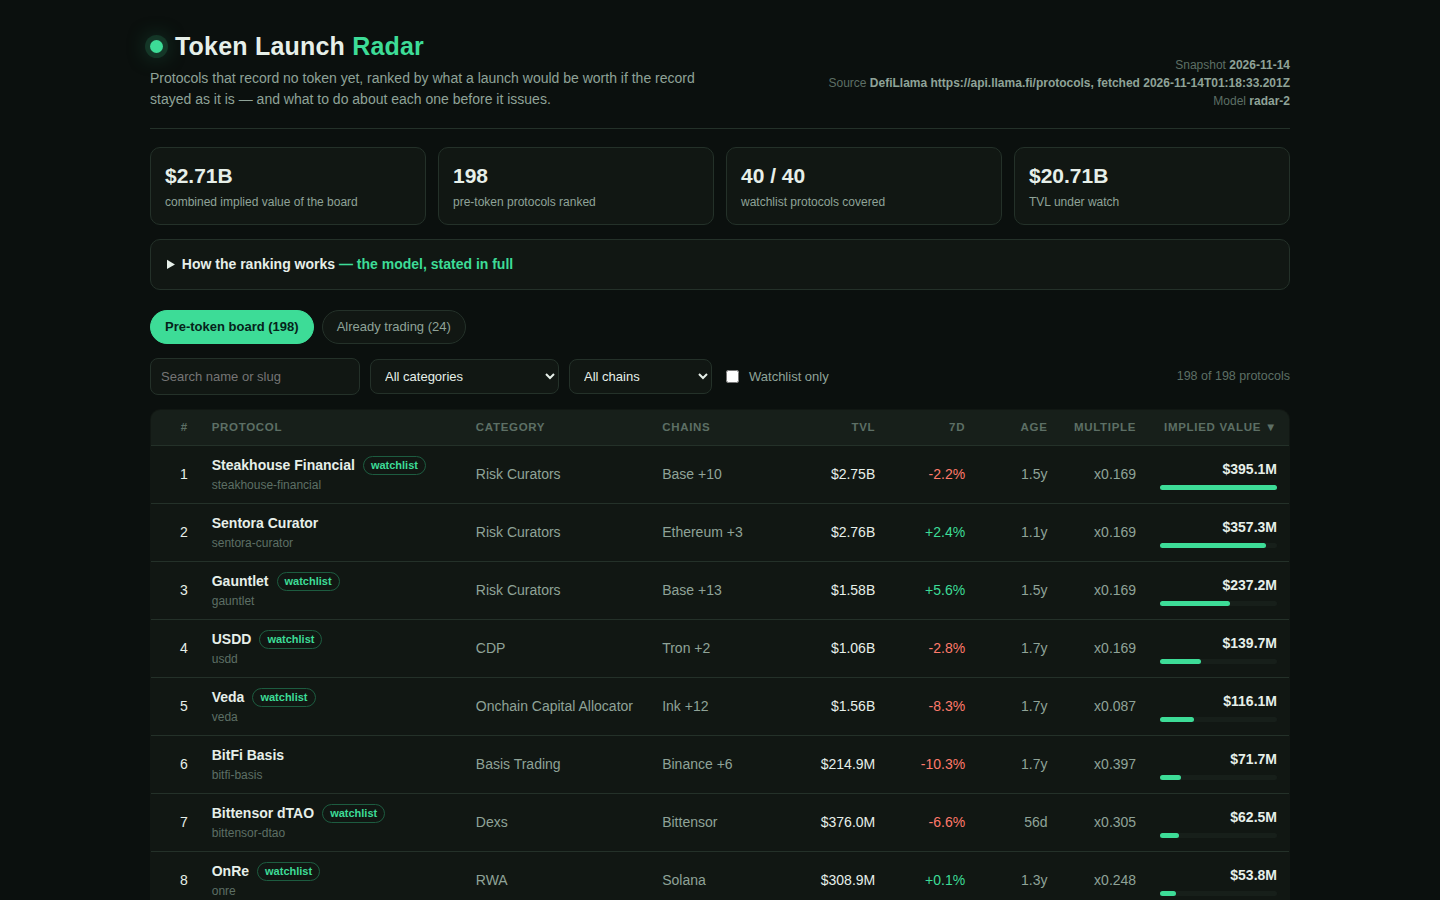 Token Launch Radar
Protocols that record no token yet, ranked by what a launch would be worth if the record
stayed as it is — and what to do about each one before it issues.
Snapshot 2026-11-14
Source DefiLlama https://api.llama.fi/protocols, fetched 2026-11-14T01:18:33.201Z
Model radar-2
$2.71B
combined implied value of the board
198
pre-token protocols ranked
40 / 40
watchlist protocols covered
$20.71B
TVL under watch
▶ How the ranking works — the model, stated in full
Pre-token board (198) Already trading (24)
Search name or slug All categories All chains Watchlist only 198 of 198 protocols
# PROTOCOL CATEGORY CHAINS TVL 7D AGE MULTIPLE IMPLIED VALUE ▼
1 Steakhouse Financial watchlist Risk Curators Base +10 $2.75B -2.2% 1.5y x0.169 $395.1M
steakhouse-financial
2 Sentora Curator Risk Curators Ethereum +3 $2.76B +2.4% 1.1y x0.169 $357.3M
sentora-curator
3 Gauntlet watchlist Risk Curators Base +13 $1.58B +5.6% 1.5y x0.169 $237.2M
gauntlet
4 USDD watchlist CDP Tron +2 $1.06B -2.8% 1.7y x0.169 $139.7M
usdd
5 Veda watchlist Onchain Capital Allocator Ink +12 $1.56B -8.3% 1.7y x0.087 $116.1M
veda
6 BitFi Basis Basis Trading Binance +6 $214.9M -10.3% 1.7y x0.397 $71.7M
bitfi-basis
7 Bittensor dTAO watchlist Dexs Bittensor $376.0M -6.6% 56d x0.305 $62.5M
bittensor-dtao
8 OnRe watchlist RWA Solana $308.9M +0.1% 1.3y x0.248 $53.8M
onre